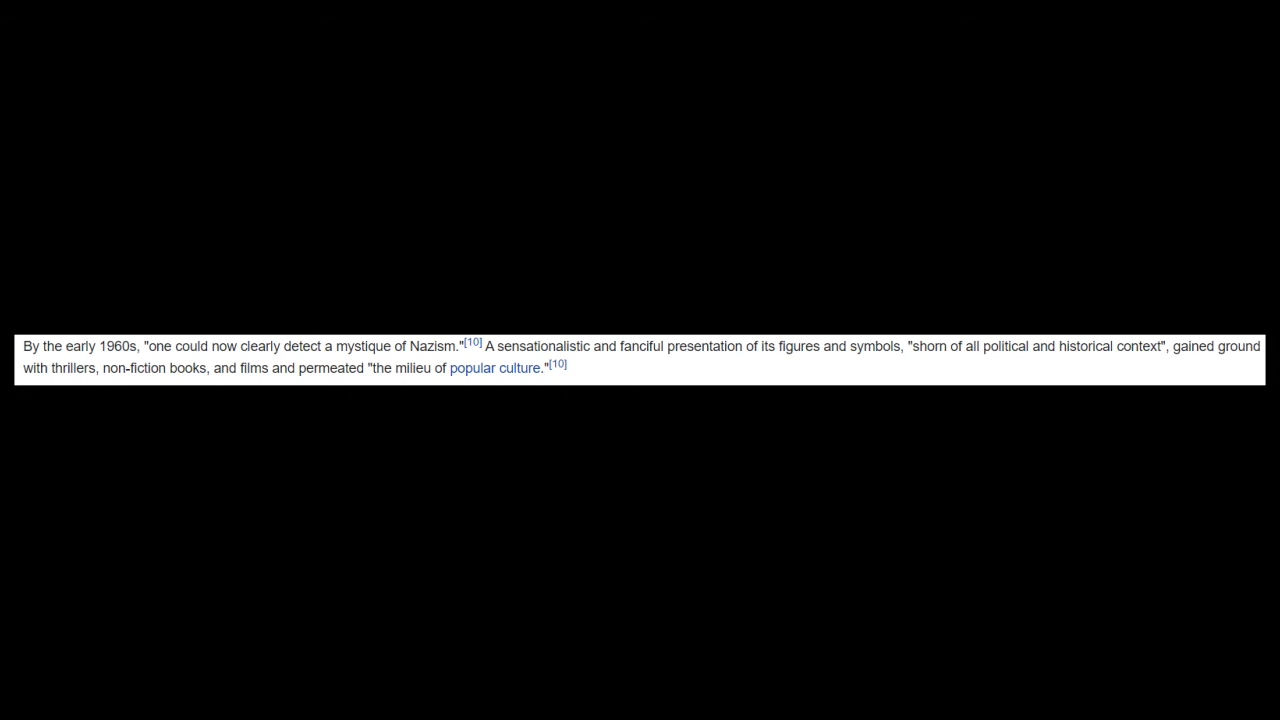 By the early 1960s, "one could now clearly detect a mystique of Nazism."[10] A sensationalistic and fanciful presentation of its figures and symbols, "shorn of all political and historical context", gained ground
with thrillers, non-fiction books, and films and permeated "the milieu of popular culture."[10]